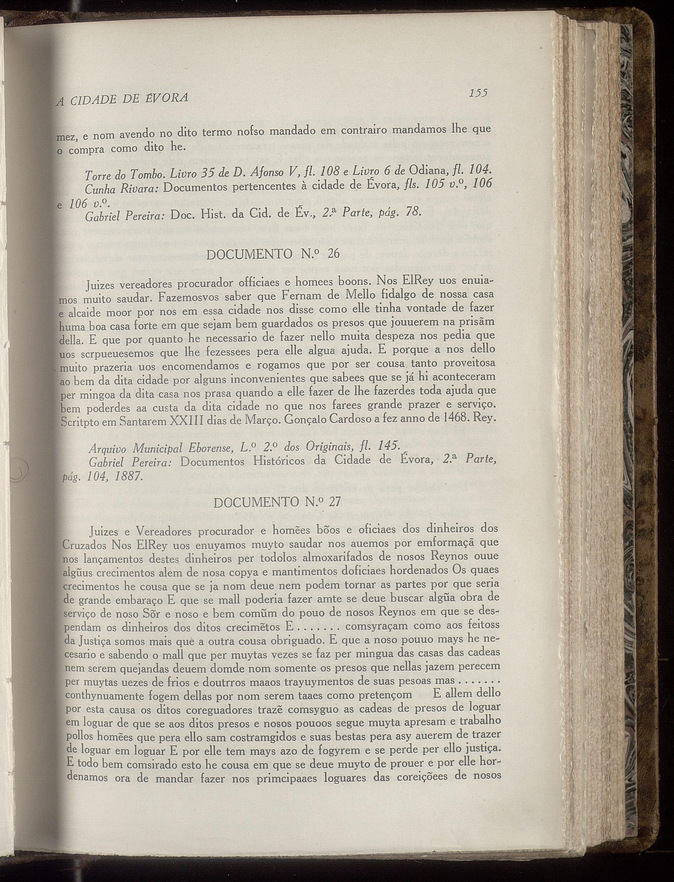 A CIDADE DE ÉVORA 155
mez, e nom avendo no dito termo nofso mandado em contrairo mandamos lhe que
o compra como dito he.
Torre do Tombo. Livro 35 de D. Afonso V, fl. 108 e Livro 6 de Odiana, fl. 104.
Cunha Rivara: Documentos pertencentes à cidade de Évora, fls. 105 v.º, 106
e 106 v.º.
Gabriel Pereira: Doc. Hist. da Cid. de Év., 2.ª Parte, pág. 78.
DOCUMENTO N.º 26
Juizes vereadores procurador officiaes e homees boons. Nos ElRey uos enuia-
mos muito saudar. Fazemosvos saber que Fernam de Mello fidalgo de nossa casa
e alcaide moor por nos em essa cidade nos disse como elle tinha vontade de fazer
huma boa casa forte em que sejam bem guardados os presos que jouuerem na prisãm
della. E que por quanto he necessario de fazer nello muita despeza nos pedia que
uos scrpueuesemos que lhe fezessees pera elle algua ajuda. E porque a nos dello
muito prazeria uos encomendamos e rogamos que por ser cousa tanto proveitosa
ao bem da dita cidade por alguns inconvenientes que sabees que se já hi aconteceram
per mingoa da dita casa nos prasa quando a elle fazer de lhe fazerdes toda ajuda que
bem poderdes aa custa da dita cidade no que nos farees grande prazer e serviço.
Scritpto em Santarem XXIII dias de Março. Gonçalo Cardoso a fez anno de 1468. Rey.
Arquivo Municipal Eborense, L.º 2.º dos Originais, fl. 145.
Gabriel Pereira: Documentos Históricos da Cidade de Évora, 2.ª Parte,
pág. 104, 1887.
DOCUMENTO N.º 27
Juizes e Vereadores procurador e homẽes bõos e oficiaes dos dinheiros dos
Cruzados Nos ElRey uos enuyamos muyto saudar nos auemos por emformaçã que
nos lançamentos destes dinheiros per todolos almoxarifados de nosos Reynos ouue
algũus crecimentos alem de nosa copya e mantimentos doficiaes hordenados Os quaes
crecimentos he cousa que se ja nom deue nem podem tornar as partes por que seria
de grande embaraço E que se mall poderia fazer amte se deue buscar algũa obra de
serviço de noso Sõr e noso e bem comũm do pouo de nosos Reynos em que se des-
pendam os dinheiros dos ditos crecimẽtos E ....... comsyraçam como aos feitoss
da Justiça somos mais que a outra cousa obriguado. E que a noso pouuo mays he ne-
cesario e sabendo o mall que per muytas vezes se faz per mingua das casas das cadeas
nem serem quejandas deuem domde nom somente os presos que nellas jazem perecem
per muytas uezes de frios e doutrros maaos trayuymentos de suas pesoas mas .......
conthynuamente fogem dellas por nom serem taaes como pretençom E allem dello
por esta causa os ditos coreguadores trazẽ comsyguo as cadeas de presos de loguar
em loguar de que se aos ditos presos e nosos pouoos segue muyta apresam e trabalho
pollos homẽes que pera ello sam costramgidos e suas bestas pera asy auerem de trazer
de loguar em loguar E por elle tem mays azo de fogyrem e se perde per ello justiça.
E todo bem comsirado esto he cousa em que se deue muyto de prouer e por elle hor-
denamos ora de mandar fazer nos primcipaaes loguares das coreiçõees de nosos